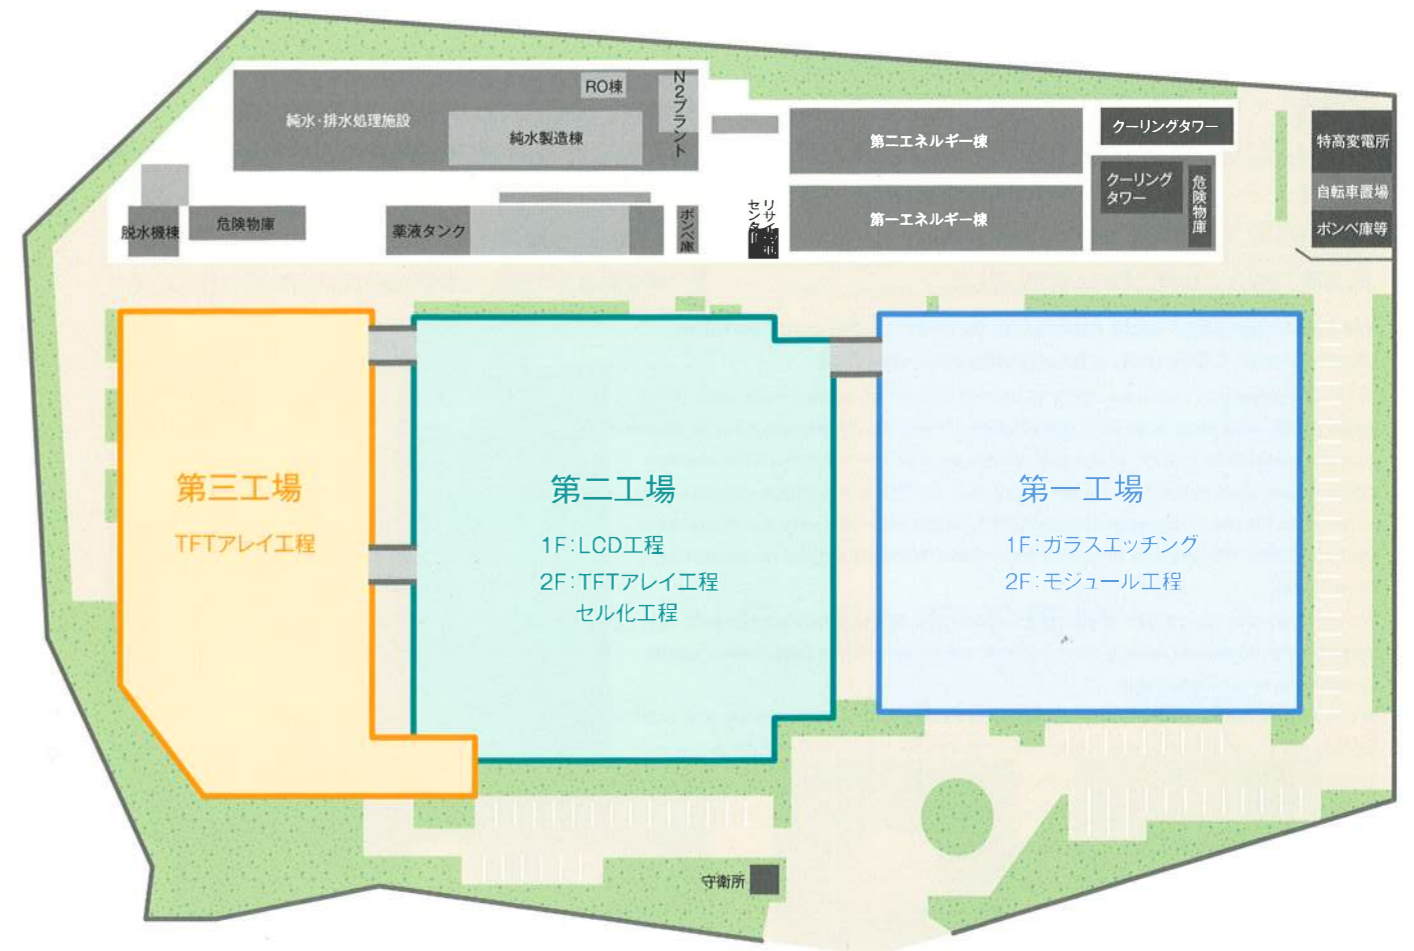 RO棟
N2プラント
純水・排水処理施設
純水製造棟
クーリングタワー
第二エネルギー棟
特高変電所
クーリング
タワー
危険物庫
自転車置場
脱水機棟
危険物庫
薬液タンク
ボンベ庫
リサイ
センター
第一エネルギー棟
ボンベ庫等
第三工場
TFTアレイ工程
第二工場
1F:LCD工程
2F:TFTアレイ工程
セル化工程
第一工場
1F:ガラスエッチング
2F:モジュール工程
守衛所